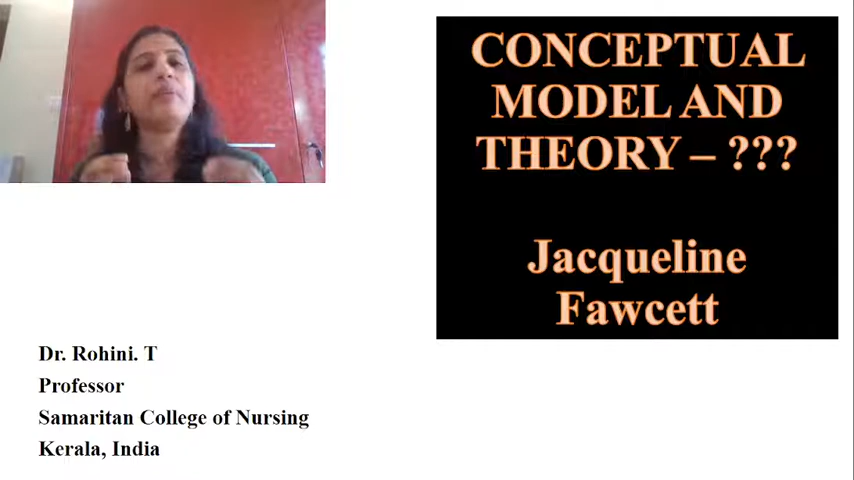 CONCEPTUAL
MODEL AND
THEORY – ???
Jacqueline
Fawcett
Dr. Rohini. T
Professor
Samaritan College of Nursing
Kerala, India